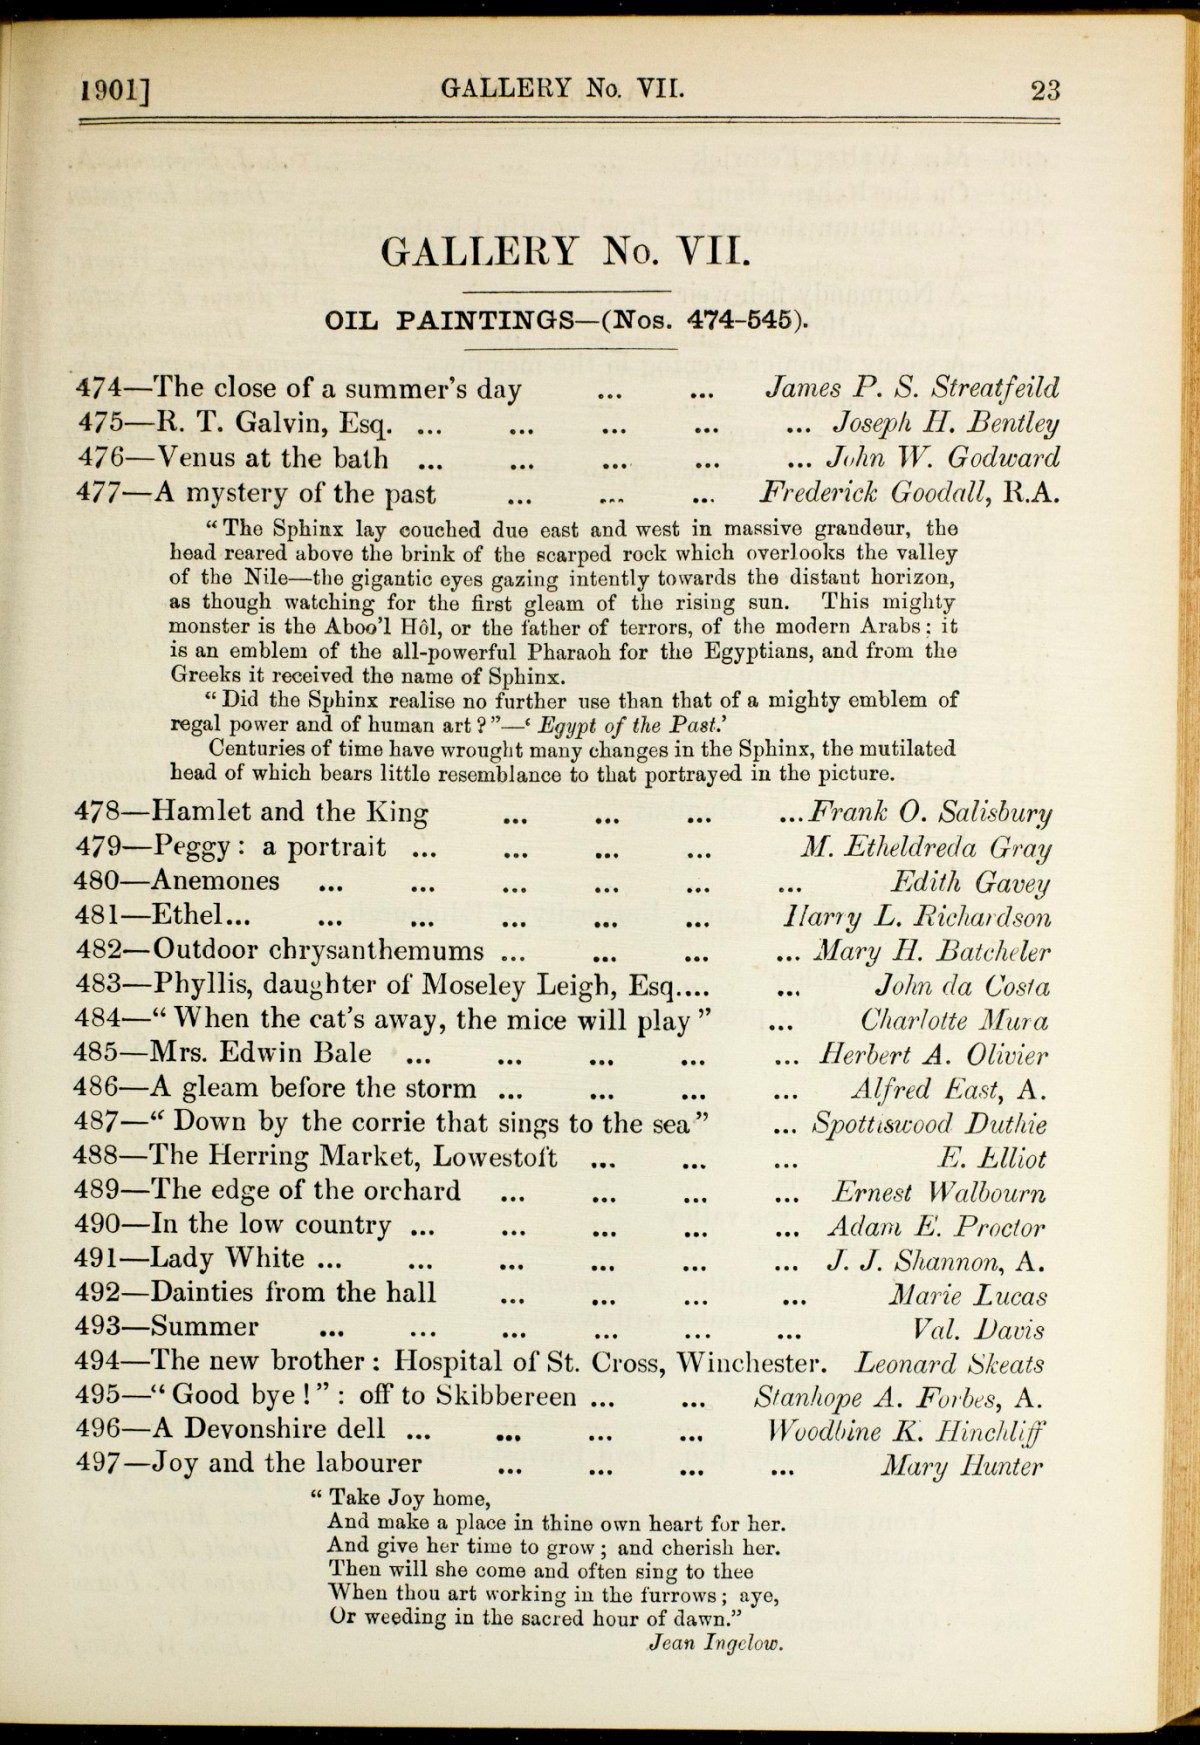 1901] GALLERY No. VII. 23
GALLERY No. VII.
OIL PAINTINGS—(Nos. 474-545).
474—The close of a summer's day ... ... James P. S. Streatfeild
475—R. T. Galvin, Esq. ... ... ... ... ... Joseph H. Bentley
476—Venus at the bath ... ... ... ... ... John W. Godward
477—A mystery of the past ... ... ... Frederick Goodall, R.A.
“The Sphinx lay couched due east and west in massive grandeur, the
head reared above the brink of the scarped rock which overlooks the valley
of the Nile—the gigantic eyes gazing intently towards the distant horizon,
as though watching for the first gleam of the rising sun. This mighty
monster is the Aboo'l Hôl, or the father of terrors, of the modern Arabs; it
is an emblem of the all-powerful Pharaoh for the Egyptians, and from the
Greeks it received the name of Sphinx.
“Did the Sphinx realise no further use than that of a mighty emblem of
regal power and of human art?”—‘Egypt of the Past.’
Centuries of time have wrought many changes in the Sphinx, the mutilated
head of which bears little resemblance to that portrayed in the picture.
478—Hamlet and the King ... ... ... ... Frank O. Salisbury
479—Peggy: a portrait ... ... ... ... M. Etheldreda Gray
480—Anemones ... ... ... ... ... ... Edith Gavey
481—Ethel... ... ... ... ... ... Harry L. Richardson
482—Outdoor chrysanthemums ... ... ... ... Mary H. Batcheler
483—Phyllis, daughter of Moseley Leigh, Esq.... ... John da Costa
484—“When the cat's away, the mice will play” ... Charlotte Mura
485—Mrs. Edwin Bale ... ... ... ... ... Herbert A. Olivier
486—A gleam before the storm ... ... ... ... Alfred East, A.
487—“Down by the corrie that sings to the sea” ... Spottiswood Duthie
488—The Herring Market, Lowestoft ... ... ... E. Elliot
489—The edge of the orchard ... ... ... ... Ernest Walbourn
490—In the low country ... ... ... ... ... Adam E. Proctor
491—Lady White ... ... ... ... ... ... J. J. Shannon, A.
492—Dainties from the hall ... ... ... ... Marie Lucas
493—Summer ... ... ... ... ... ... Val. Davis
494—The new brother: Hospital of St. Cross, Winchester. Leonard Skeats
495—“Good bye!”: off to Skibbereen ... ... Stanhope A. Forbes, A.
496—A Devonshire dell ... ... ... ... Woodbine K. Hinchliff
497—Joy and the labourer ... ... ... ... Mary Hunter
“Take Joy home,
And make a place in thine own heart for her.
And give her time to grow; and cherish her.
Then will she come and often sing to thee
When thou art working in the furrows; aye,
Or weeding in the sacred hour of dawn.”
Jean Ingelow.